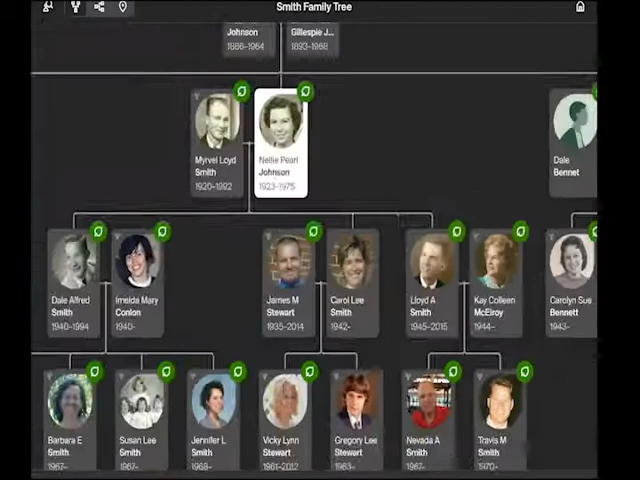 Smith Family Tree
Johnson
1886-1964
Gillespie J...
1893-1968
Myrvel Loyd
Smith
1920-1992
Nellie Pearl
Johnson
1923-1975
Dale
Bennet
Dale Alfred
Smith
1940-1994
Imelda Mary
Conlon
1940-
James M
Stewart
1935-2014
Carol Lee
Smith
1942-
Lloyd A
Smith
1945-2015
Kay Colleen
McElroy
1944-
Carolyn Sue
Bennett
1943-
Barbara E
Smith
1967-
Susan Lee
Smith
1967-
Jennifer L
Smith
1968-
Vicky Lynn
Stewart
1961-2012
Gregory Lee
Stewart
1963-
Nevada A
Smith
1967-
Travis M
Smith
1970-